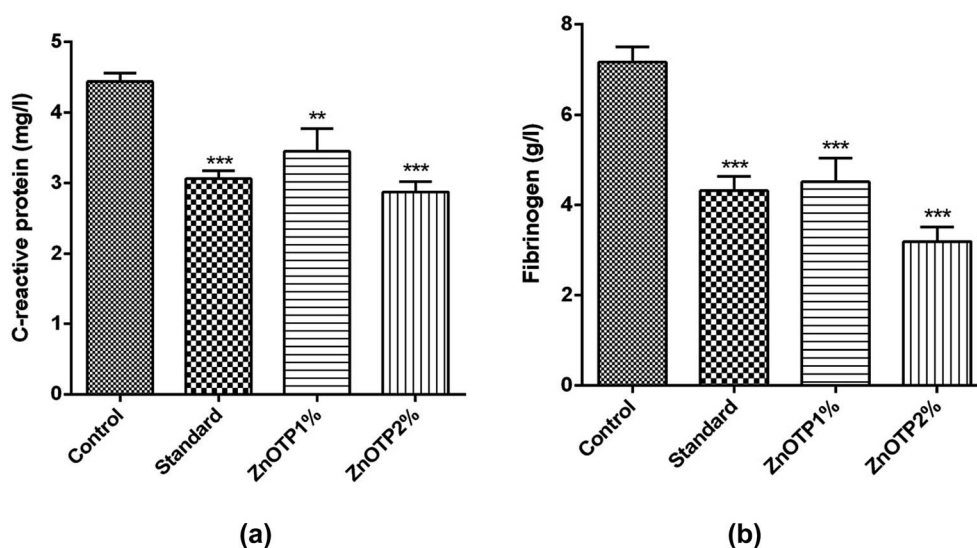 C-reactive protein (mg/l)
5
4
3
2
1
0
***
**
***
Control
Standard
ZnOTP1%
ZnOTP2%
(a)
Fibrinogen (g/l)
8
6
4
2
0
***
***
***
Control
Standard
ZnOTP1%
ZnOTP2%
(b)